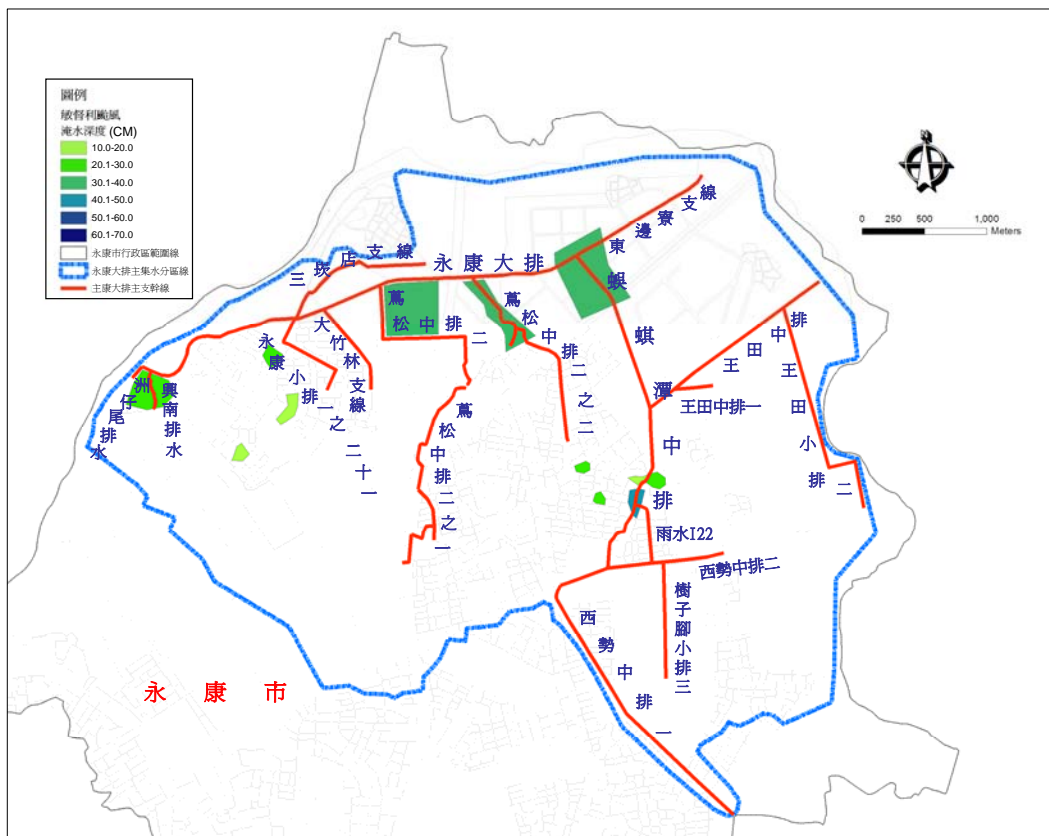 圖例
敏督利颱風
淹水深度 (CM)
10.0-20.0
20.1-30.0
30.1-40.0
40.1-50.0
50.1-60.0
60.1-70.0
永康市行政區範圍線
永康大排主集水分區線
主康大排主支幹線
N
0 250 500 1,000
Meters
東邊寮支線
三崁店支線
永康大排
蔦松中排二
蔦松中排二之二
蔦松中排二之一
大竹林支線
永康小排一之二十一
洲仔尾排水
興南排水
蜈蜞潭中排
王田中排
王田中排一
王田小排二
雨水I22
西勢中排二
樹子腳小排三
西勢中排一
永康市